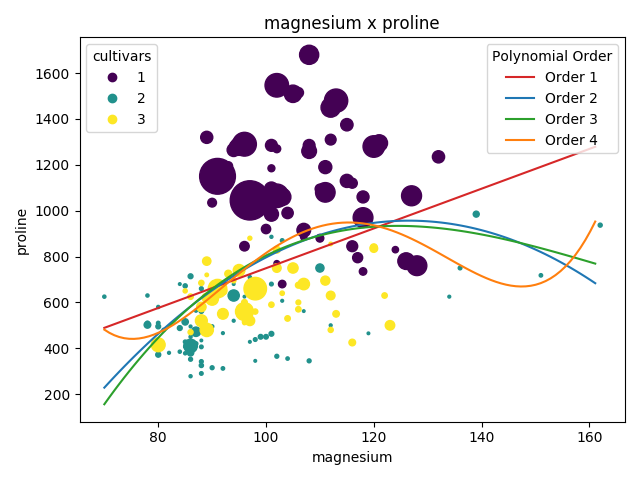 magnesium x proline
cultivars
1
2
3
Polynomial Order
Order 1
Order 2
Order 3
Order 4
proline
1600
1400
1200
1000
800
600
400
200
80 100 120 140 160
magnesium